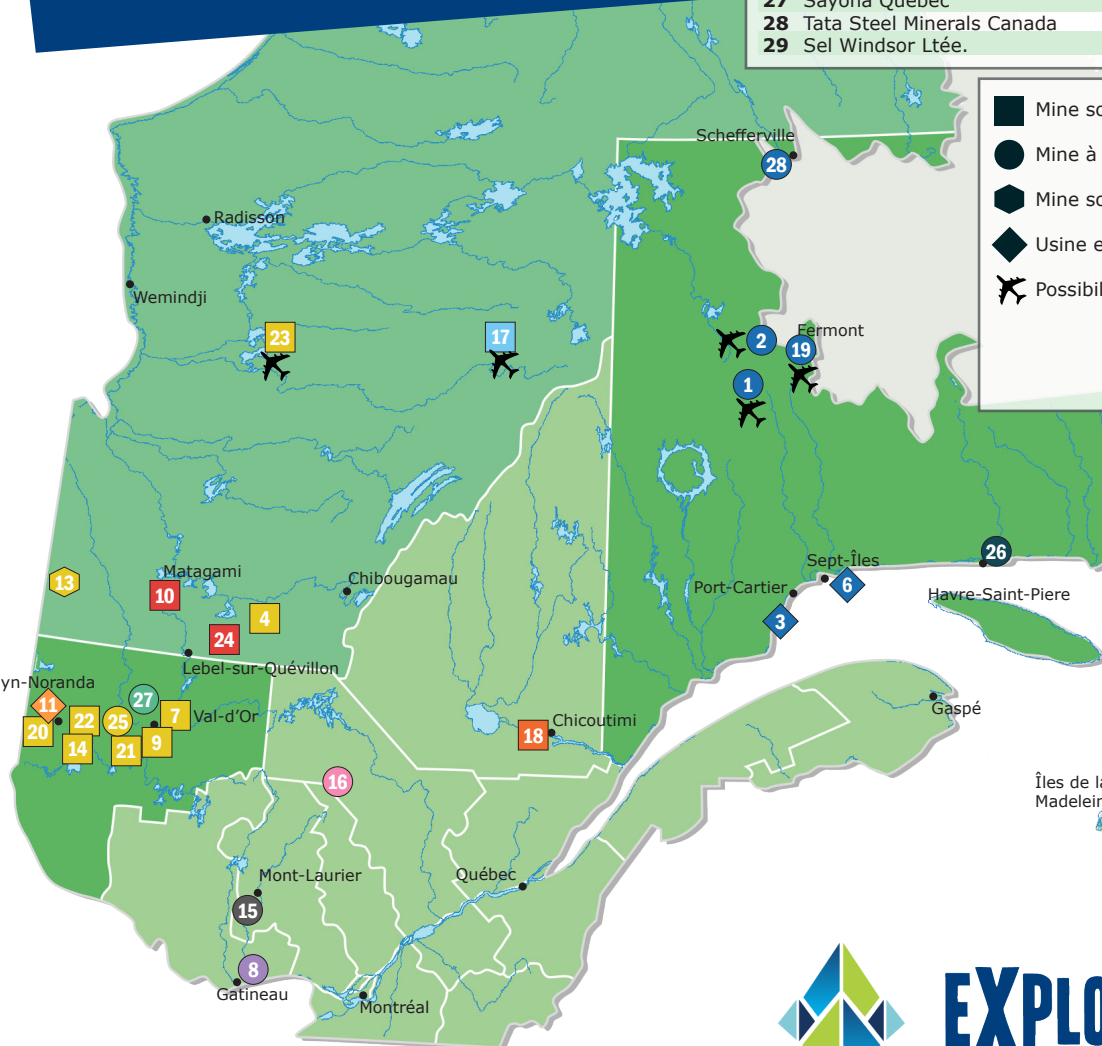 27 Sayona Québec
28 Tata Steel Minerals Canada
29 Sel Windsor Ltée.
Mine so
Mine à
Mine so
Usine e
Possibil
Schefferville
28
Radisson
Wemindji
23
17
2
Fermont
19
1
13
Matagami
10
Chibougamau
4
24
Lebel-sur-Quévillon
26
Sept-Îles
6
Port-Cartier
3
Havre-Saint-Piere
yn-Noranda
11
27
7
Val-d'Or
20
22
25
14
21
9
18
Chicoutimi
Gaspé
16
Îles de la
Madelein
Mont-Laurier
Québec
15
8
Gatineau
Montréal
EXPLO